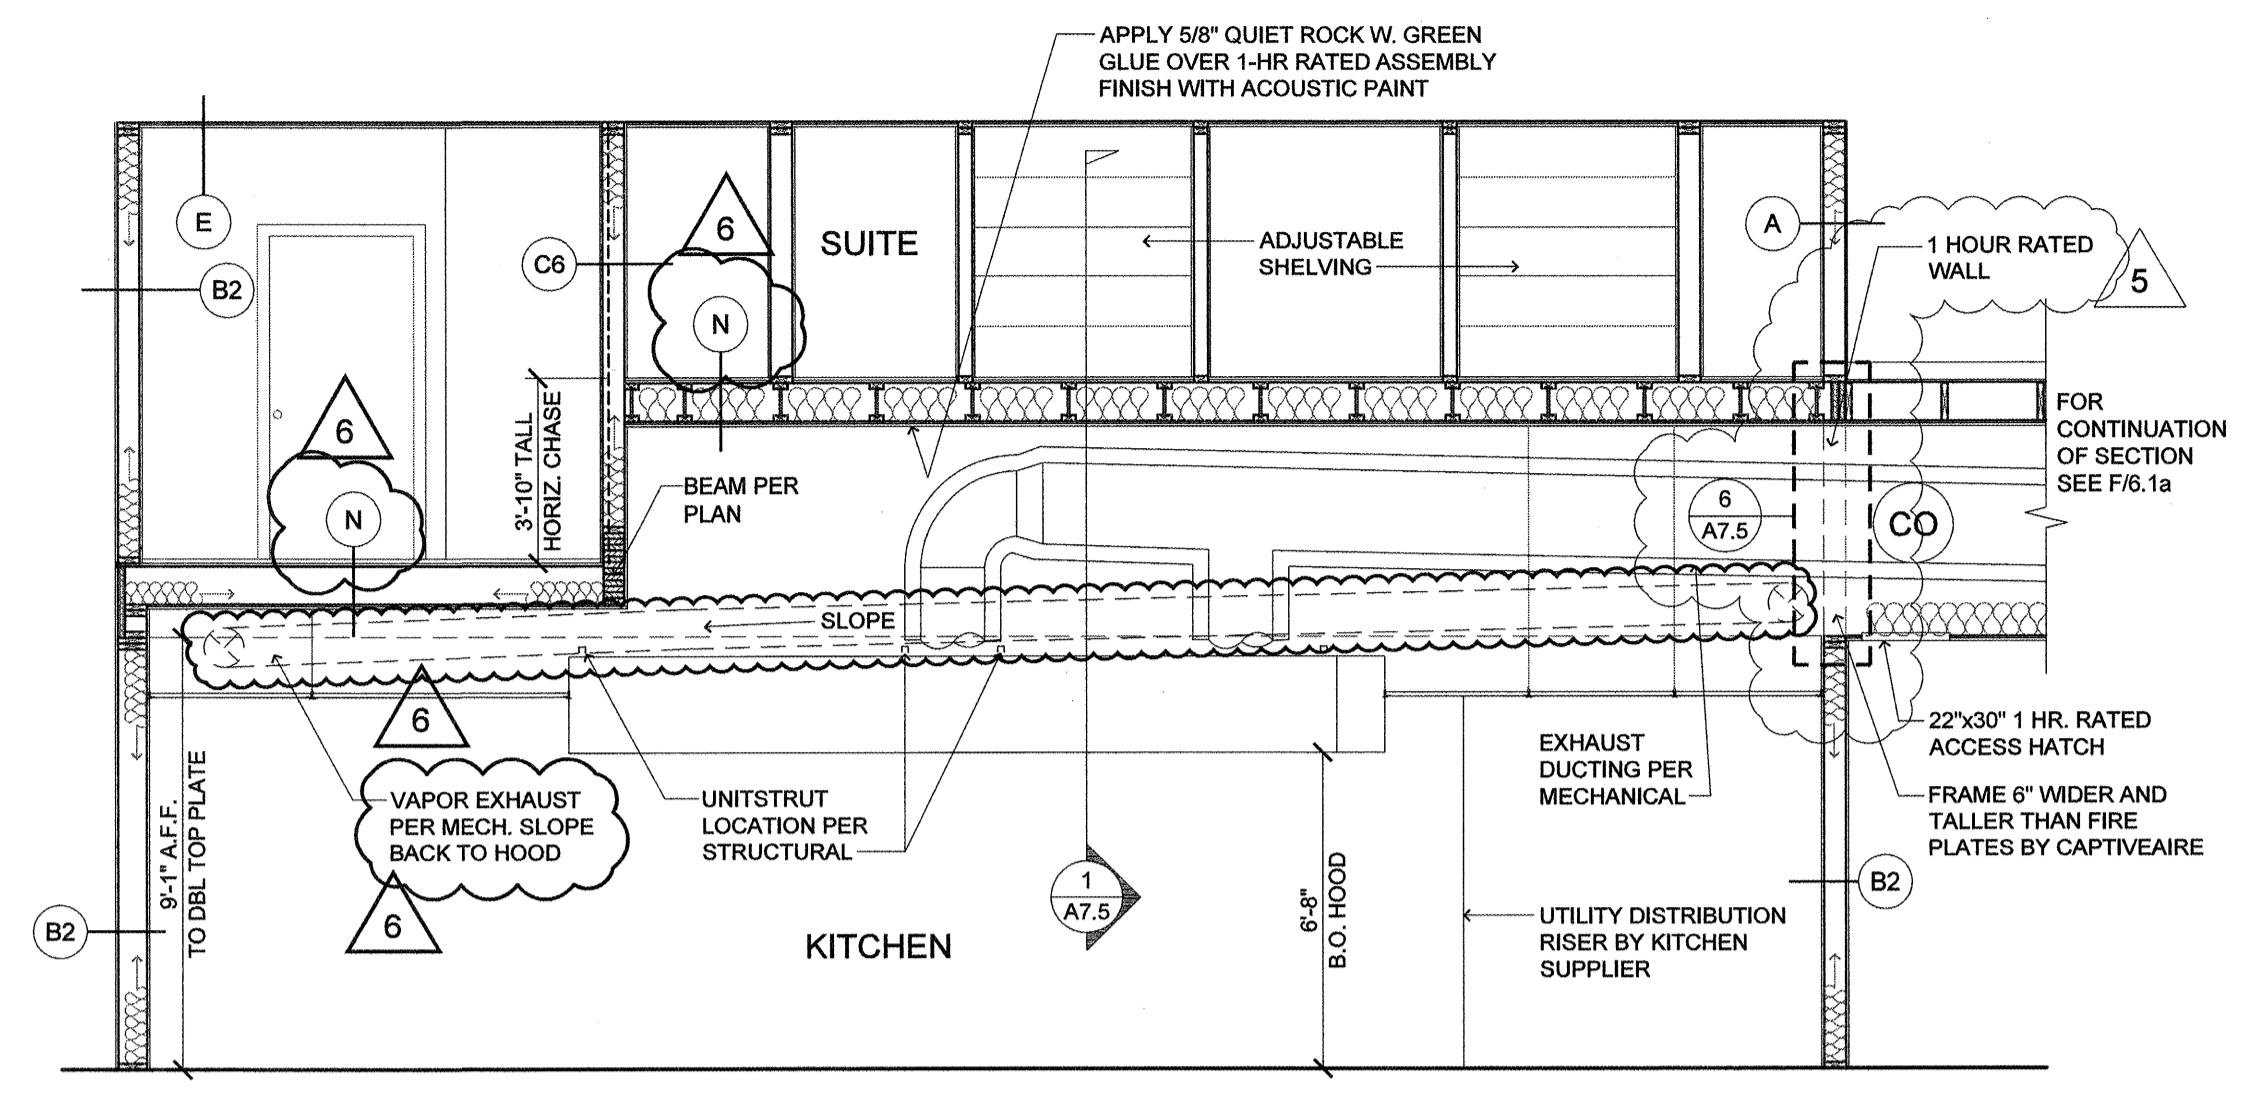 APPLY 5/8" QUIET ROCK W. GREEN
GLUE OVER 1-HR RATED ASSEMBLY
FINISH WITH ACOUSTIC PAINT
E
B2
C6
6
N
SUITE
ADJUSTABLE
SHELVING
A
1 HOUR RATED
WALL
5
6
N
3'-10" TALL
HORIZ. CHASE
BEAM PER
PLAN
6
A7.5
CO
FOR
CONTINUATION
OF SECTION
SEE F/6.1a
SLOPE
6
VAPOR EXHAUST
PER MECH. SLOPE
BACK TO HOOD
6
9'-1" A.F.F.
TO DBL TOP PLATE
B2
UNITSTRUT
LOCATION PER
STRUCTURAL
KITCHEN
1
A7.5
6'-8"
B.O. HOOD
EXHAUST
DUCTING PER
MECHANICAL
UTILITY DISTRIBUTION
RISER BY KITCHEN
SUPPLIER
22"x30" 1 HR. RATED
ACCESS HATCH
FRAME 6" WIDER AND
TALLER THAN FIRE
PLATES BY CAPTIVEAIRE
B2